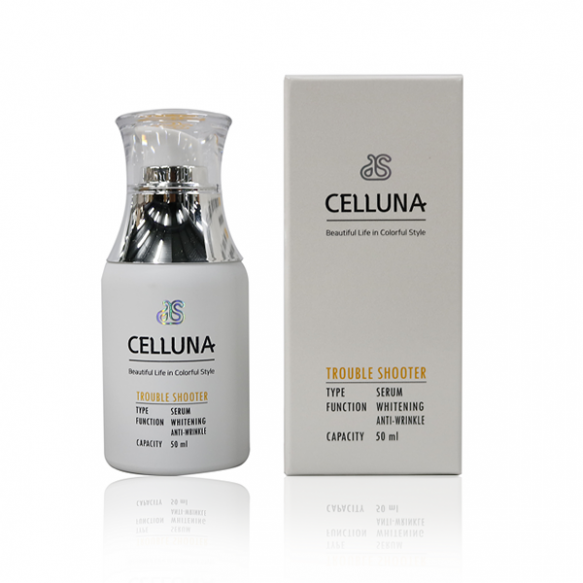 CELLUNA
Beautiful Life in Colorful Style
TROUBLE SHOOTER
TYPE SERUM
FUNCTION WHITENING
ANTI-WRINKLE
CAPACITY 50 ml
CELLUNA
Beautiful Life in Colorful Style
TROUBLE SHOOTER
TYPE SERUM
FUNCTION WHITENING
ANTI-WRINKLE
CAPACITY 50 ml